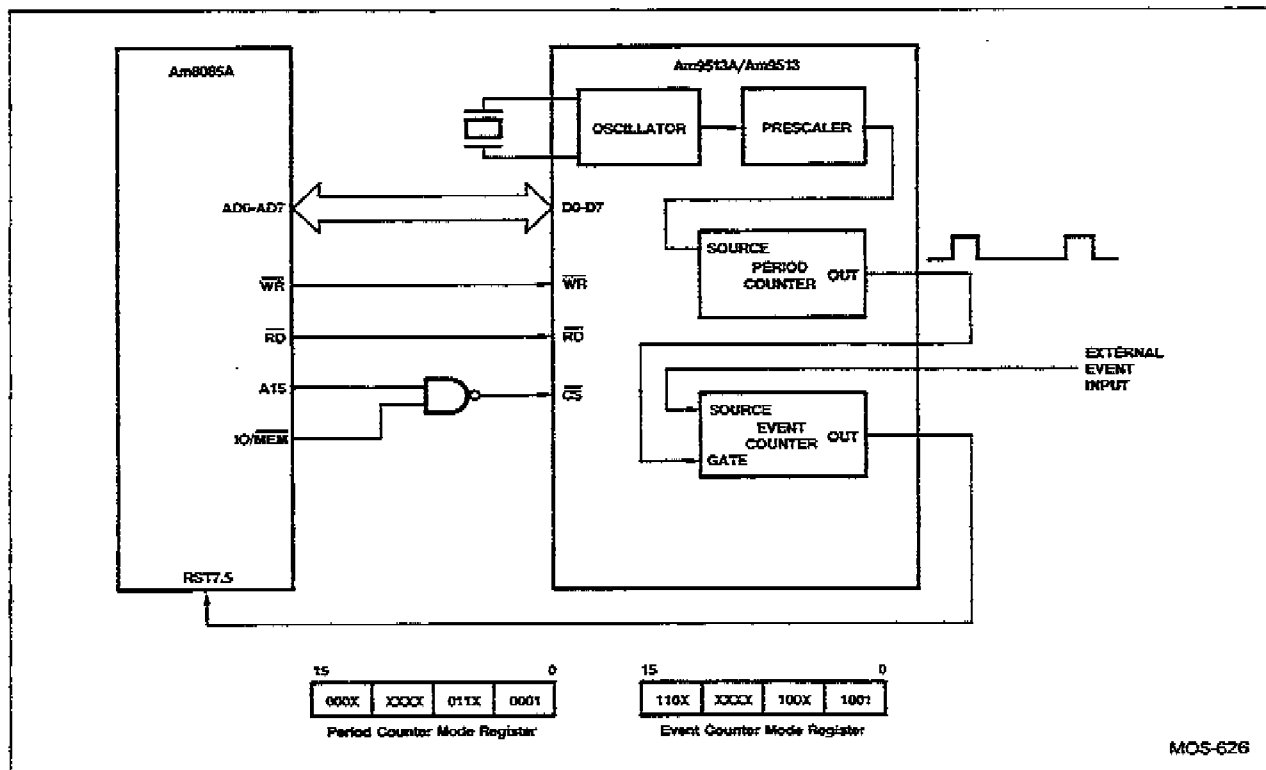 Am8085A
Am9513A/Am9513
OSCILLATOR
PRESCALER
AD0-AD7
D0-D7
SOURCE
PERIOD
COUNTER
OUT
WR
WR
RD
RD
EXTERNAL
EVENT
INPUT
A15
CS
SOURCE
EVENT
COUNTER
OUT
IO/MEM
GATE
RST7.5
15 0
000X XXXX 011X 0001
Period Counter Mode Register
15 0
110X XXXX 100X 1001
Event Counter Mode Register
MOS-626